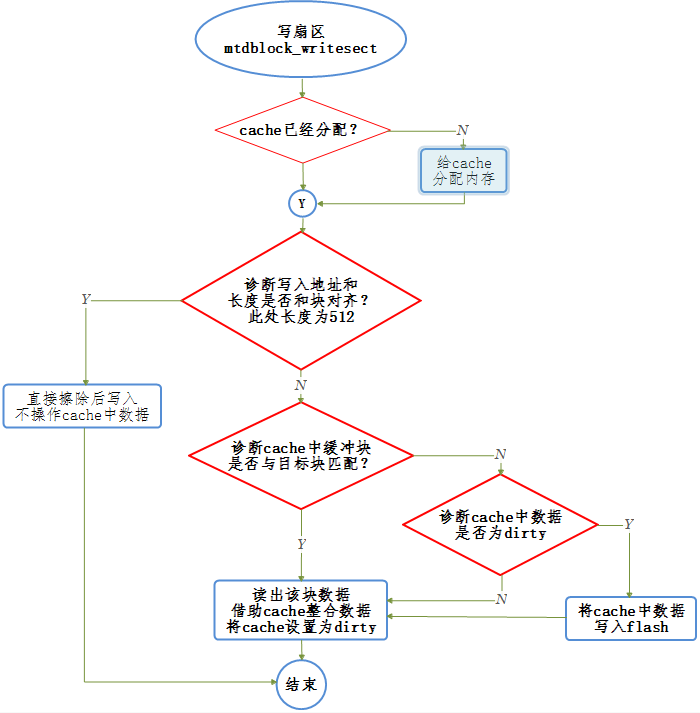 写扇区
mtdblock_writesect
cache已经分配？
N
给cache
分配内存
Y
诊断写入地址和
长度是否和块对齐？
此处长度为512
Y
直接擦除后写入
不操作cache中数据
N
诊断cache中缓冲块
是否与目标块匹配？
N
诊断cache中数据
是否为dirty
Y
Y
N
读出该块数据
借助cache整合数据
将cache设置为dirty
将cache中数据
写入flash
结束